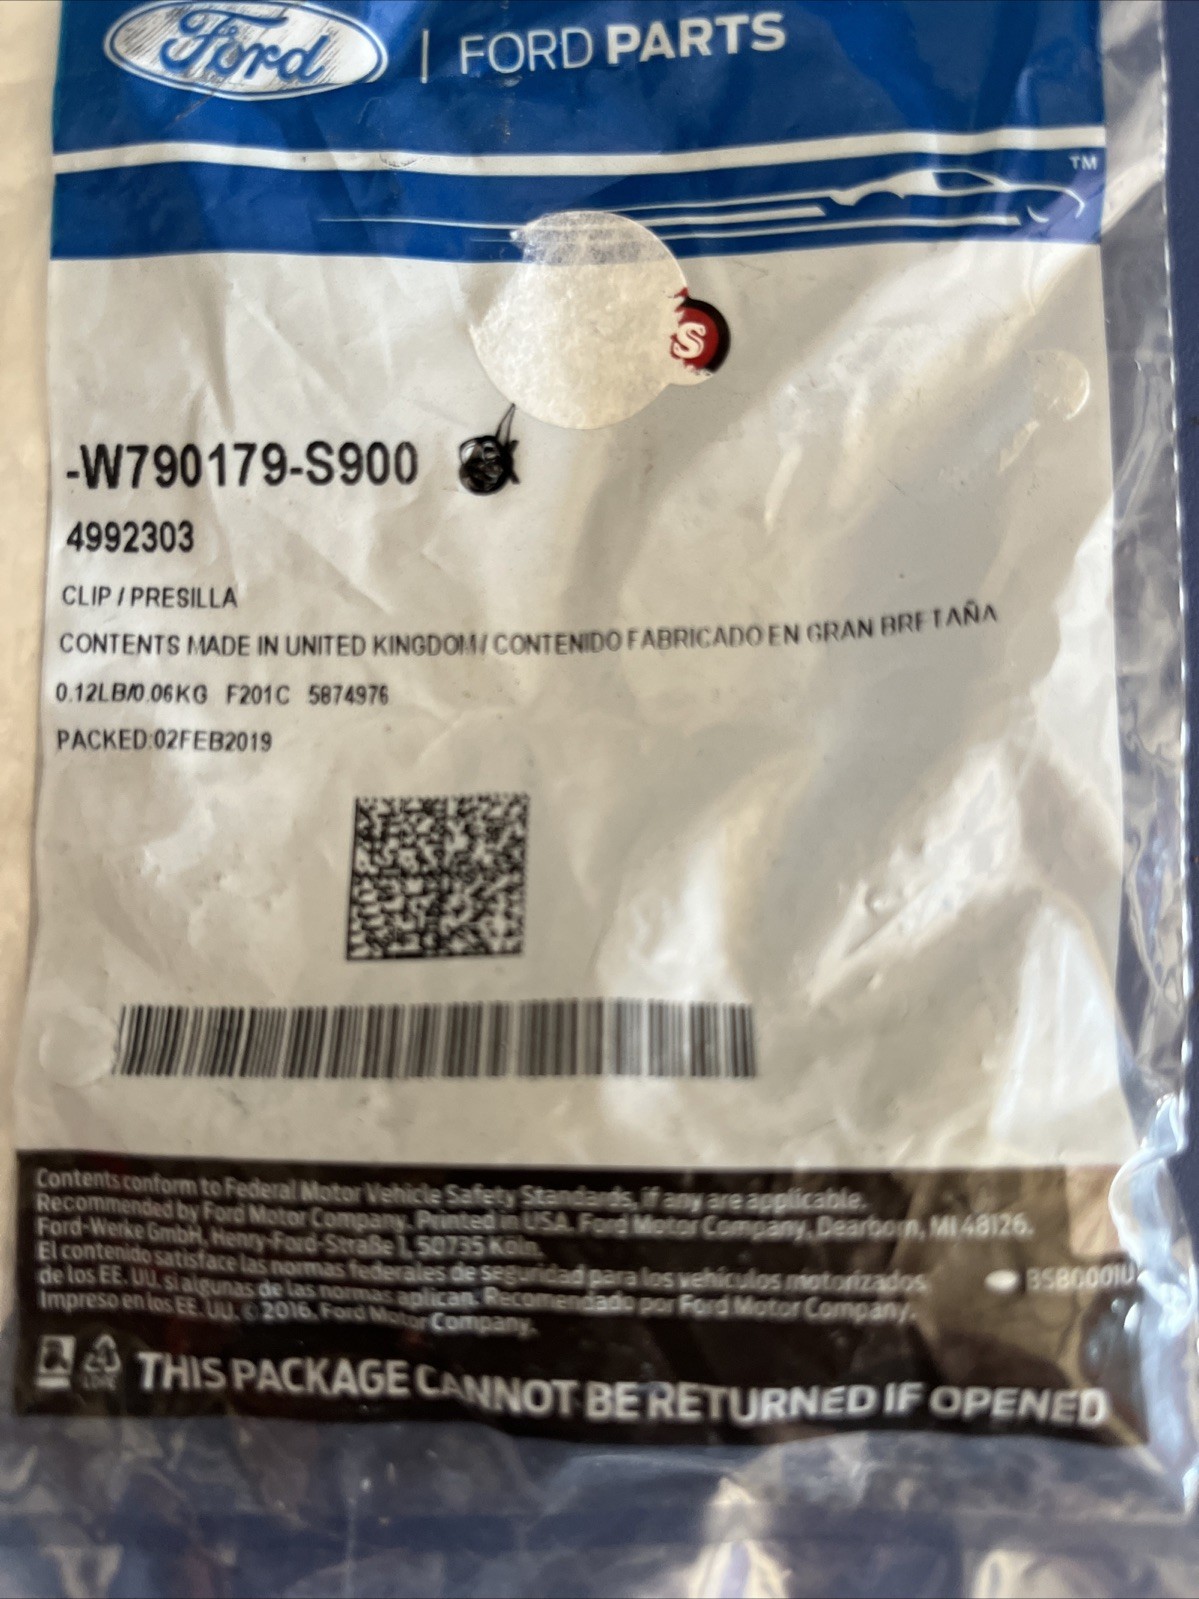 Ford | FORD PARTS
TM
S
-W790179-S900
4992303
CLIP / PRESILLA
CONTENTS MADE IN UNITED KINGDOM / CONTENIDO FABRICADO EN GRAN BRETAÑA
0.12LB/0.06KG F201C 5874976
PACKED:02FEB2019
Contents conform to Federal Motor Vehicle Safety Standards, if any are applicable.
Recommended by Ford Motor Company. Printed in USA. Ford Motor Company, Dearborn, MI 48126.
Ford-Werke GmbH, Henry-Ford-Straße 1, 50735 Köln.
El contenido satisface las normas federales de seguridad para los vehículos motorizados
de los EE. UU. si algunas de las normas aplican. Recomendado por Ford Motor Company.
Impreso en los EE. UU. © 2016, Ford Motor Company.
THIS PACKAGE CANNOT BE RETURNED IF OPENED